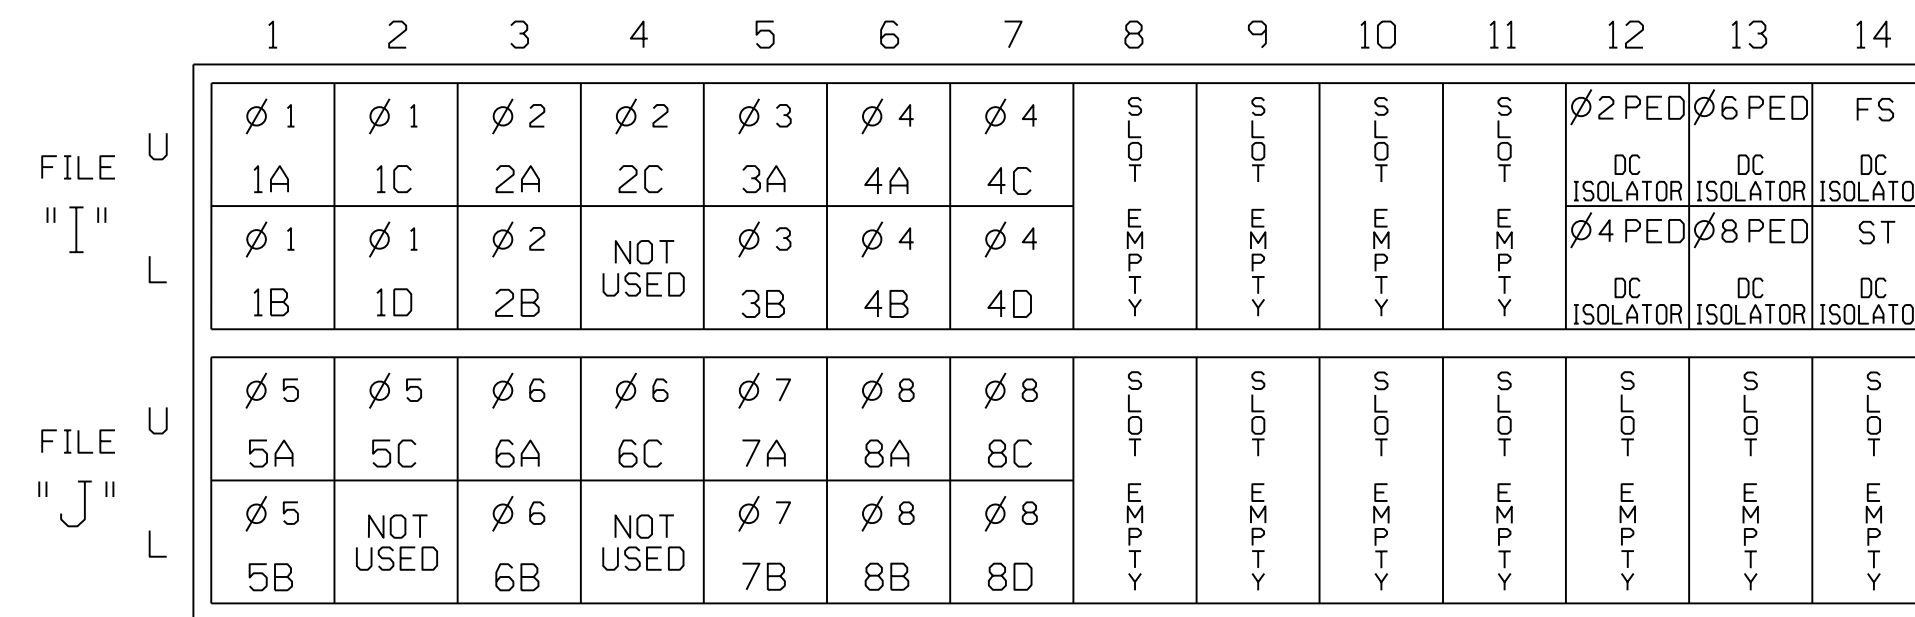 1 2 3 4 5 6 7 8 9 10 11 12 13 14
FILE "I"
U
Ø 1 Ø 1 Ø 2 Ø 2 Ø 3 Ø 4 Ø 4 SLOT EMPTY SLOT EMPTY SLOT EMPTY SLOT EMPTY Ø2 PED Ø6 PED FS
1A 1C 2A 2C 3A 4A 4C DC DC DC
ISOLATOR ISOLATOR ISOLATO
L
Ø 1 Ø 1 Ø 2 NOT USED Ø 3 Ø 4 Ø 4 Ø4 PED Ø8 PED ST
1B 1D 2B 3B 4B 4D DC DC DC
ISOLATOR ISOLATOR ISOLATO
FILE "J"
U
Ø 5 Ø 5 Ø 6 Ø 6 Ø 7 Ø 8 Ø 8 SLOT EMPTY SLOT EMPTY SLOT EMPTY SLOT EMPTY SLOT EMPTY SLOT EMPTY SLOT EMPTY
5A 5C 6A 6C 7A 8A 8C
L
Ø 5 NOT USED Ø 6 NOT USED Ø 7 Ø 8 Ø 8
5B 6B 7B 8B 8D